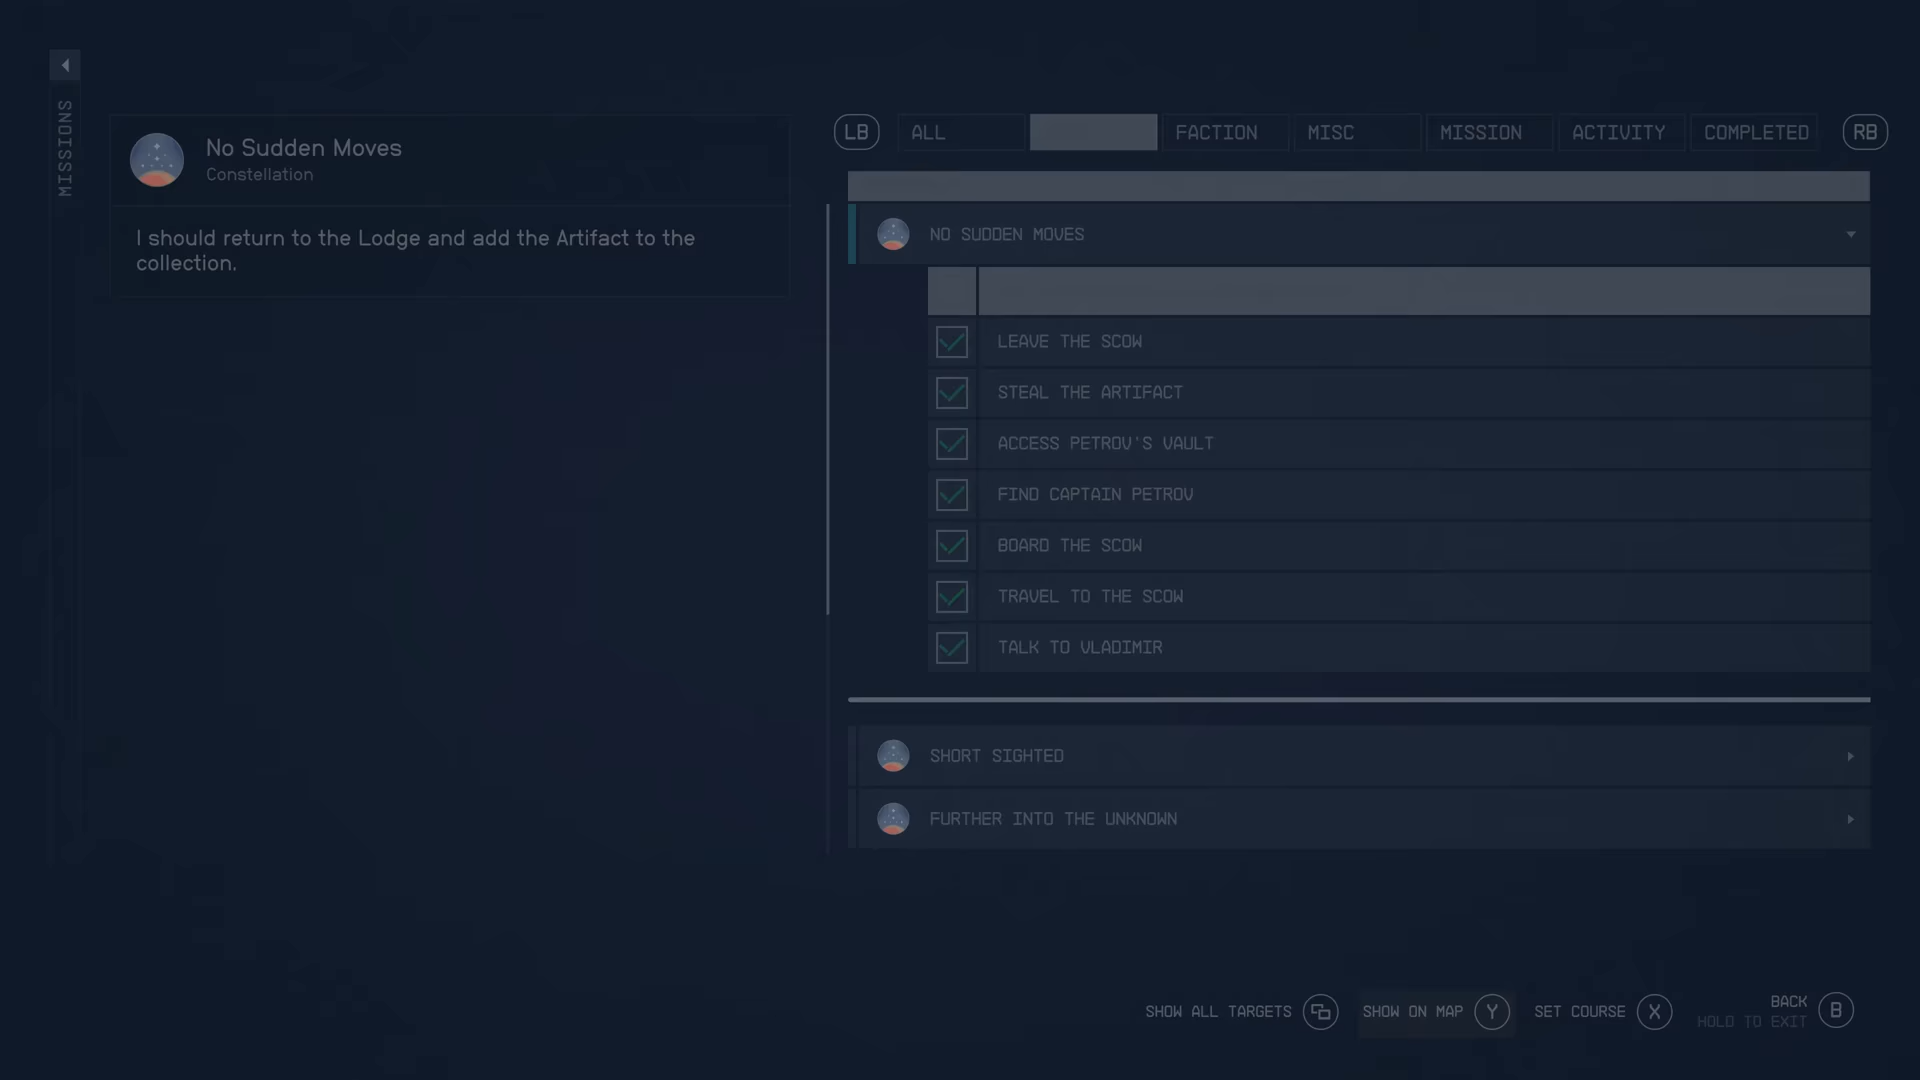 MISSIONS
No Sudden Moves
Constellation
I should return to the Lodge and add the Artifact to the
collection.
LB
ALL
FACTION
MISC
MISSION
ACTIVITY
COMPLETED
RB
NO SUDDEN MOVES
LEAVE THE SCOW
STEAL THE ARTIFACT
ACCESS PETROV'S VAULT
FIND CAPTAIN PETROV
BOARD THE SCOW
TRAVEL TO THE SCOW
TALK TO VLADIMIR
SHORT SIGHTED
FURTHER INTO THE UNKNOWN
SHOW ALL TARGETS
SHOW ON MAP Y
SET COURSE X
BACK B
HOLD TO EXIT